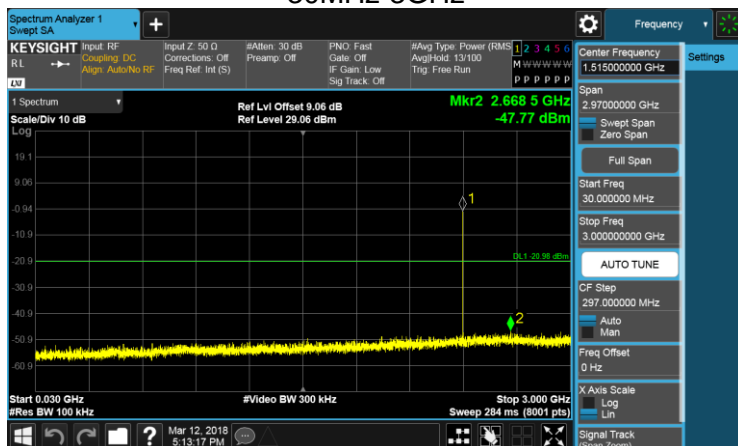 30MHz-3GHz
Spectrum Analyzer 1
Swept SA
Frequency
KEYSIGHT
RL
LXI
Input: RF
Coupling: DC
Align: Auto/No RF
Input Z: 50 Ω
Corrections: Off
Freq Ref: Int (S)
#Atten: 30 dB
Preamp: Off
PNO: Fast
Gate: Off
IF Gain: Low
Sig Track: Off
#Avg Type: Power (RMS
Avg|Hold: 13/100
Trig: Free Run
1 2 3 4 5 6
M W W W W W
P P P P P P
1 Spectrum
Scale/Div 10 dB
Log
Ref Lvl Offset 9.06 dB
Ref Level 29.06 dBm
Mkr2 2.668 5 GHz
-47.77 dBm
19.1
9.06
-0.94
-10.9
-20.9
-30.9
-40.9
-50.9
-60.9
1
DL1 -20.98 dBm
2
Start 0.030 GHz
#Res BW 100 kHz
#Video BW 300 kHz
Stop 3.000 GHz
Sweep 284 ms (8001 pts)
Mar 12, 2018
5:13:17 PM
Center Frequency
1.515000000 GHz
Settings
Span
2.97000000 GHz
Swept Span
Zero Span
Full Span
Start Freq
30.000000 MHz
Stop Freq
3.000000000 GHz
AUTO TUNE
CF Step
297.000000 MHz
Auto
Man
Freq Offset
0 Hz
X Axis Scale
Log
Lin
Signal Track
(Span Zoom)